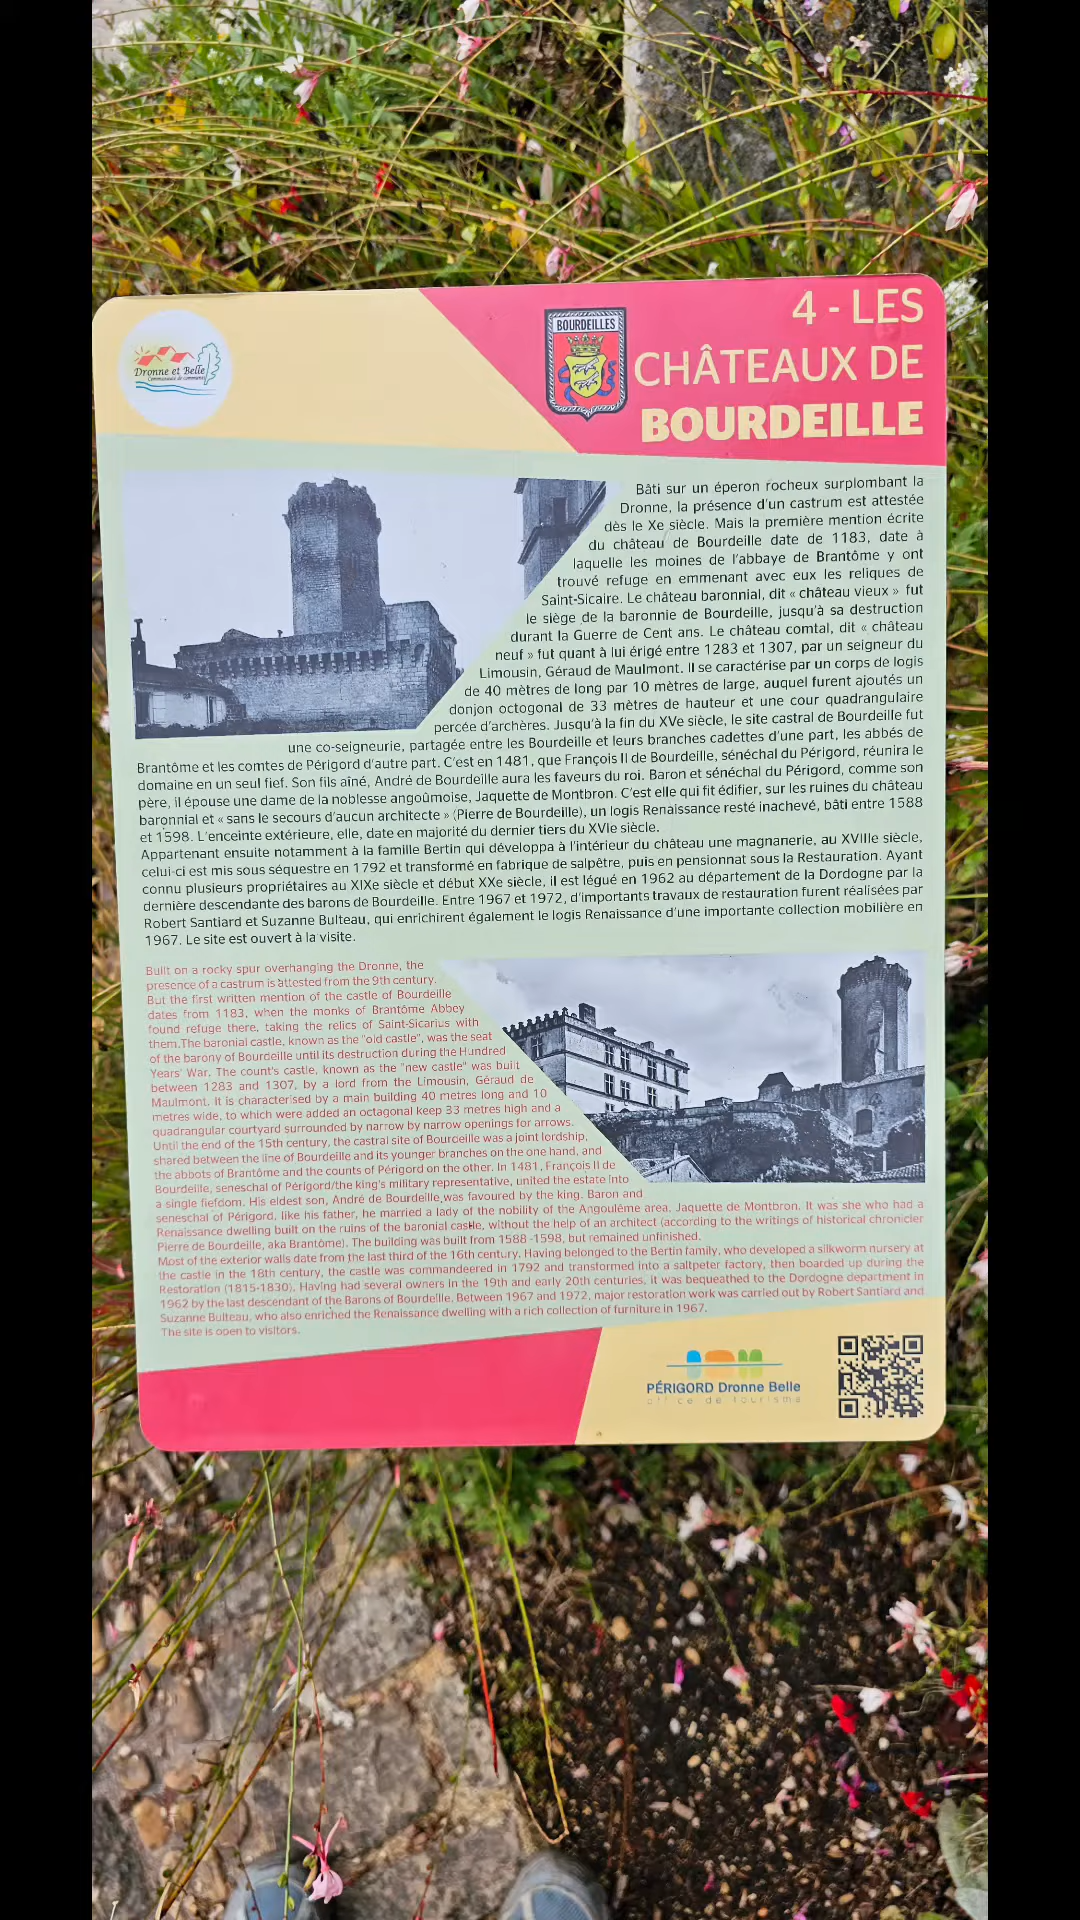 Dronne et Belle
Communauté de communes
BOURDEILLES
4 - LES
CHÂTEAUX DE
BOURDEILLE
Bâti sur un éperon rocheux surplombant la
Dronne, la présence d'un castrum est attestée
dès le Xe siècle. Mais la première mention écrite
du château de Bourdeille date de 1183, date à
laquelle les moines de l'abbaye de Brantôme y ont
trouvé refuge en emmenant avec eux les reliques de
Saint-Sicaire. Le château baronnial, dit « château vieux » fut
le siège de la baronnie de Bourdeille, jusqu'à sa destruction
durant la Guerre de Cent ans. Le château comtal, dit « château
neuf » fut quant à lui érigé entre 1283 et 1307, par un seigneur du
Limousin, Géraud de Maulmont. Il se caractérise par un corps de logis
de 40 mètres de long par 10 mètres de large, auquel furent ajoutés un
donjon octogonal de 33 mètres de hauteur et une cour quadrangulaire
percée d'archères. Jusqu'à la fin du XVe siècle, le site castral de Bourdeille fut
une co-seigneurie, partagée entre les Bourdeille et leurs branches cadettes d'une part, les abbés de
Brantôme et les comtes de Périgord d'autre part. C'est en 1481, que François II de Bourdeille, sénéchal du Périgord, réunira le
domaine en un seul fief. Son fils aîné, André de Bourdeille aura les faveurs du roi. Baron et sénéchal du Périgord, comme son
père, il épouse une dame de la noblesse angoûmoise, Jaquette de Montbron. C'est elle qui fit édifier, sur les ruines du château
baronnial et « sans le secours d'aucun architecte » (Pierre de Bourdeille), un logis Renaissance resté inachevé, bâti entre 1588
et 1598. L'enceinte extérieure, elle, date en majorité du dernier tiers du XVIe siècle.
Appartenant ensuite notamment à la famille Bertin qui développa à l'intérieur du château une magnanerie, au XVIIIe siècle,
celui-ci est mis sous séquestre en 1792 et transformé en fabrique de salpêtre, puis en pensionnat sous la Restauration. Ayant
connu plusieurs propriétaires au XIXe siècle et début XXe siècle, il est légué en 1962 au département de la Dordogne par la
dernière descendante des barons de Bourdeille. Entre 1967 et 1972, d'importants travaux de restauration furent réalisées par
Robert Santiard et Suzanne Bulteau, qui enrichirent également le logis Renaissance d'une importante collection mobilière en
1967. Le site est ouvert à la visite.
Built on a rocky spur overhanging the Dronne, the
presence of a castrum is attested from the 9th century.
But the first written mention of the castle of Bourdeille
dates from 1183, when the monks of Brantôme Abbey
found refuge there, taking the relics of Saint-Sicarius with
them.The baronial castle, known as the "old castle", was the seat
of the barony of Bourdeille until its destruction during the Hundred
Years' War. The count's castle, known as the "new castle" was built
between 1283 and 1307, by a lord from the Limousin, Géraud de
Maulmont. It is characterised by a main building 40 metres long and 10
metres wide, to which were added an octagonal keep 33 metres high and a
quadrangular courtyard surrounded by narrow by narrow openings for arrows.
Until the end of the 15th century, the castral site of Bourdeille was a joint lordship,
shared between the line of Bourdeille and its younger branches on the one hand, and
the abbots of Brantôme and the counts of Périgord on the other. In 1481, François II de
Bourdeille, seneschal of Périgord/the king's military representative, united the estate into
a single fiefdom. His eldest son, André de Bourdeille,was favoured by the king. Baron and
seneschal of Périgord, like his father, he married a lady of the nobility of the Angoulême area, Jaquette de Montbron. It was she who had a
Renaissance dwelling built on the ruins of the baronial castle, without the help of an architect (according to the writings of historical chronicler
Pierre de Bourdeille, aka Brantôme). The building was built from 1588 -1598, but remained unfinished.
Most of the exterior walls date from the last third of the 16th century. Having belonged to the Bertin family, who developed a silkworm nursery at
the castle in the 18th century, the castle was commandeered in 1792 and transformed into a saltpeter factory, then boarded up during the
Restoration (1815-1830). Having had several owners in the 19th and early 20th centuries, it was bequeathed to the Dordogne department in
1962 by the last descendant of the Barons of Bourdeille. Between 1967 and 1972, major restoration work was carried out by Robert Santiard and
Suzanne Bulteau, who also enriched the Renaissance dwelling with a rich collection of furniture in 1967.
The site is open to visitors.
PÉRIGORD Dronne Belle
office de tourisme